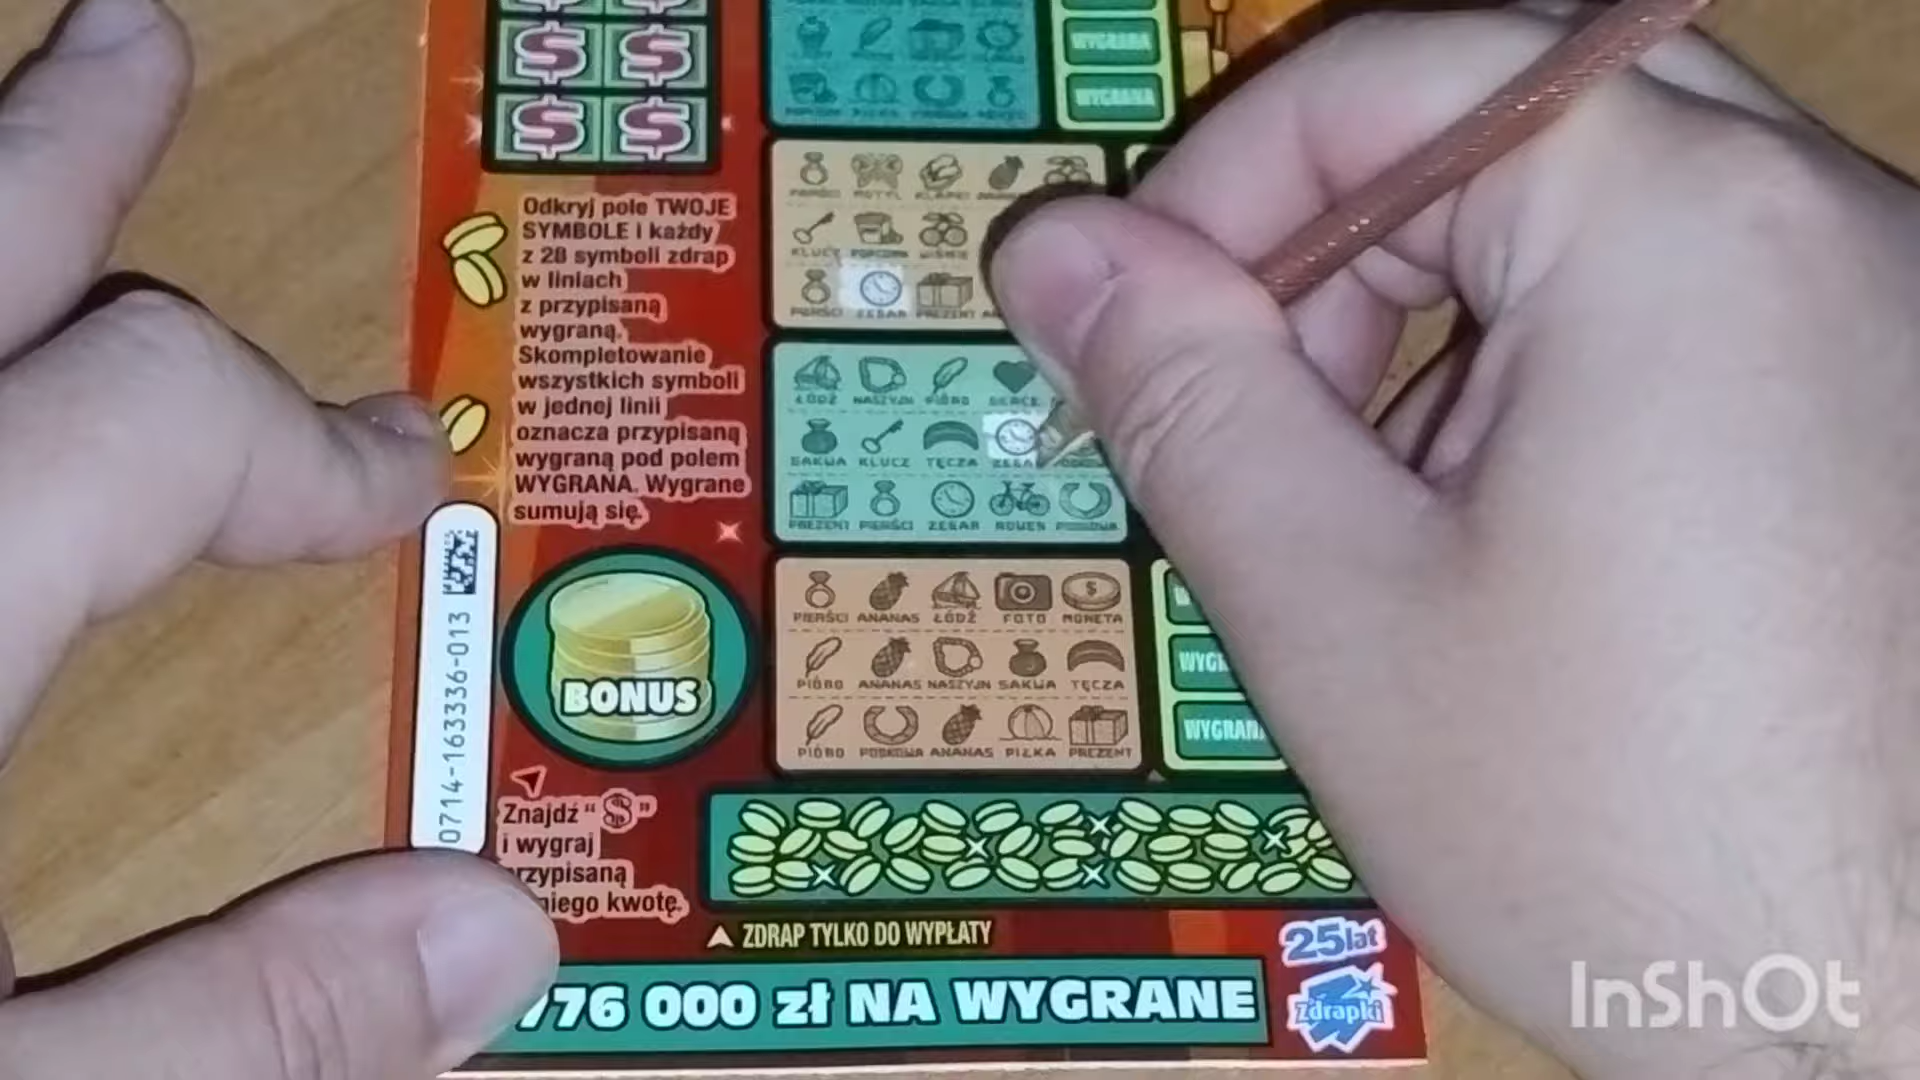 WYGRANA
WYGRANA
Odkryj pole TWOJE
SYMBOLE i każdy
z 28 symboli zdrap
w liniach
z przypisaną
wygraną.
Skompletowanie
wszystkich symboli
w jednej linii
oznacza przypisaną
wygraną pod polem
WYGRANA. Wygrane
sumują się.
PIERŚCI MOTYL KLAPKI
KLUCZ POPCORN WIŚNIE
PIERŚCI ZEGAR PREZENT
ŁÓDŹ NASZYJN PIÓRO SERCE
SAKWA KLUCZ TĘCZA ZEGAR PODKOWA
PREZENT PIERŚCI ZEGAR ROWER PODKOWA
PIERŚCI ANANAS ŁÓDŹ FOTO MONETA
PIÓRO ANANAS NASZYJN SAKWA TĘCZA
PIÓRO PODKOWA ANANAS PIŁKA PREZENT
WYGRANA
BONUS
0714-163336-013
Znajdź “$”
i wygraj
rzypisaną
niego kwotę.
ZDRAP TYLKO DO WYPŁATY
776 000 zł NA WYGRANE
25 lat
Zdrapki
InShOt